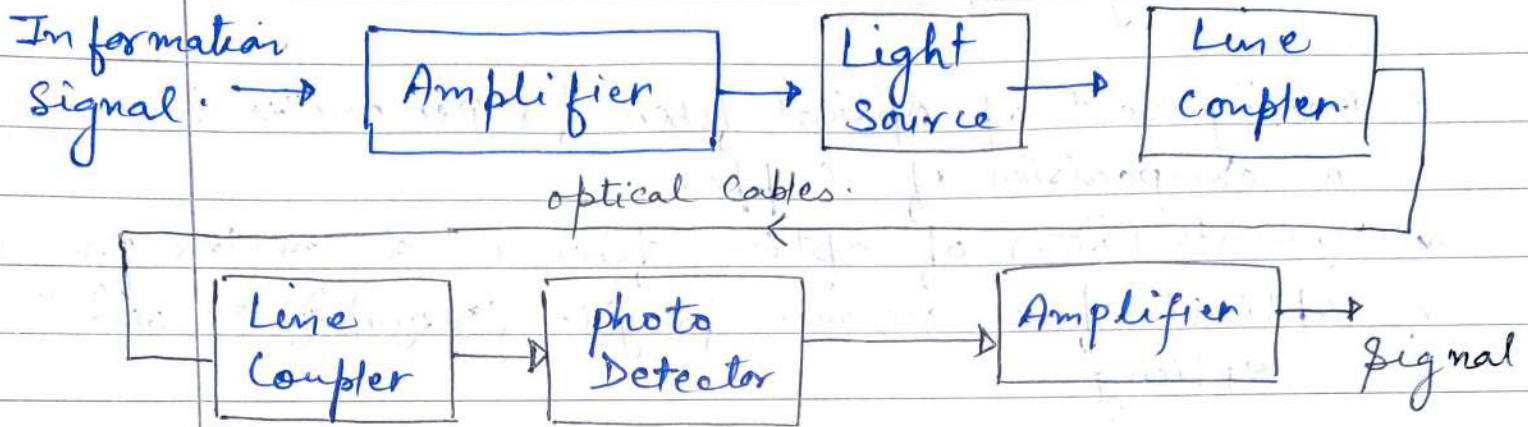 Information
Signal.
Amplifier
Light
Source
Line
Coupler
optical Cables.
Line
Coupler
photo
Detector
Amplifier
Signal